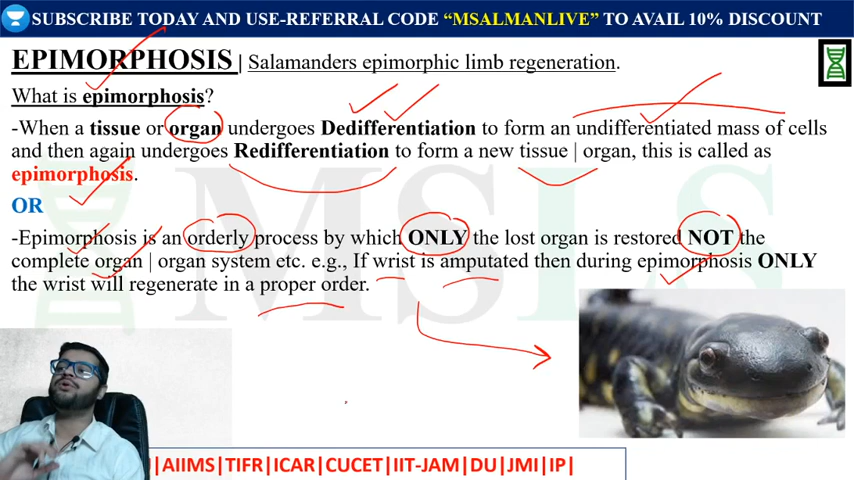 SUBSCRIBE TODAY AND USE-REFERRAL CODE “MSALMANLIVE” TO AVAIL 10% DISCOUNT
EPIMORPHOSIS | Salamanders epimorphic limb regeneration.
What is epimorphosis?
-When a tissue or organ undergoes Dedifferentiation to form an undifferentiated mass of cells
and then again undergoes Redifferentiation to form a new tissue | organ, this is called as
epimorphosis.
OR
-Epimorphosis is an orderly process by which ONLY the lost organ is restored NOT the
complete organ | organ system etc. e.g., If wrist is amputated then during epimorphosis ONLY
the wrist will regenerate in a proper order.
MSLS
|AIIMS|TIFR|ICAR|CUCET|IIT-JAM|DU|JMI|IP|